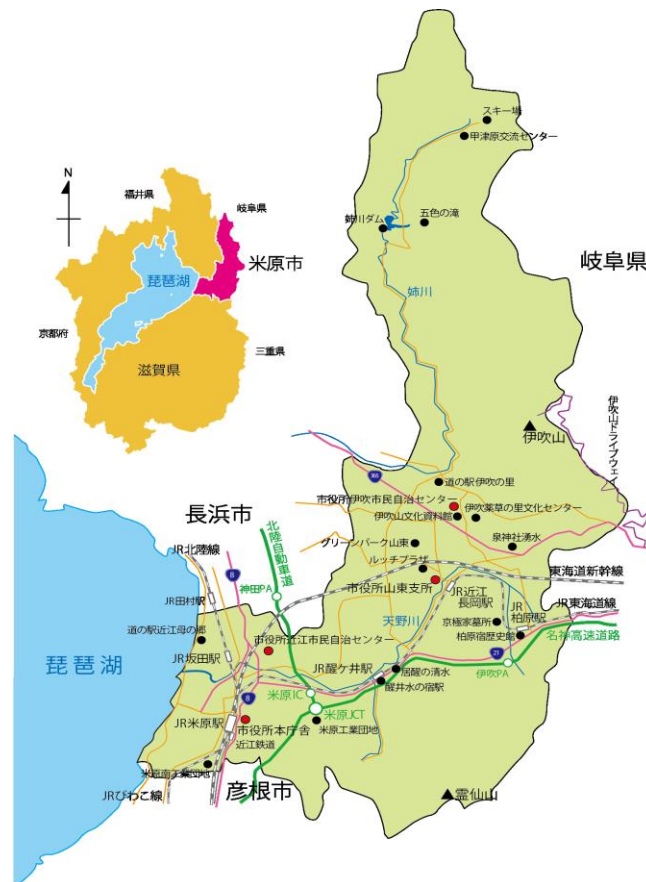 スキー場
甲津原交流センター
N
福井県
岐阜県
姉川ダム
五色の滝
米原市
琵琶湖
岐阜県
姉川
京都府
三重県
滋賀県
伊吹山
伊吹山ドライブウェイ
365
道の駅 伊吹の里
市役所伊吹市民自治センター
伊吹山文化資料館
伊吹薬草の里文化センター
長浜市
北陸自動車道
グリーンパーク山東
泉神社湧水
JR北陸線
ルッチプラザ
8
神田PA
東海道新幹線
市役所山東支所
JR田村駅
JR近江長岡駅
JR柏原駅
JR東海道線
天野川
京極家墓所
道の駅近江母の郷
市役所近江市民自治センター
柏原宿歴史館
名神高速道路
琵琶湖
JR坂田駅
JR醒ケ井駅
居醒の清水
21
伊吹PA
米原IC
醒井水の宿駅
8
米原JCT
JR米原駅
市役所本庁舎
米原工業団地
近江鉄道
米原南工業団地
JRびわこ線
彦根市
霊仙山